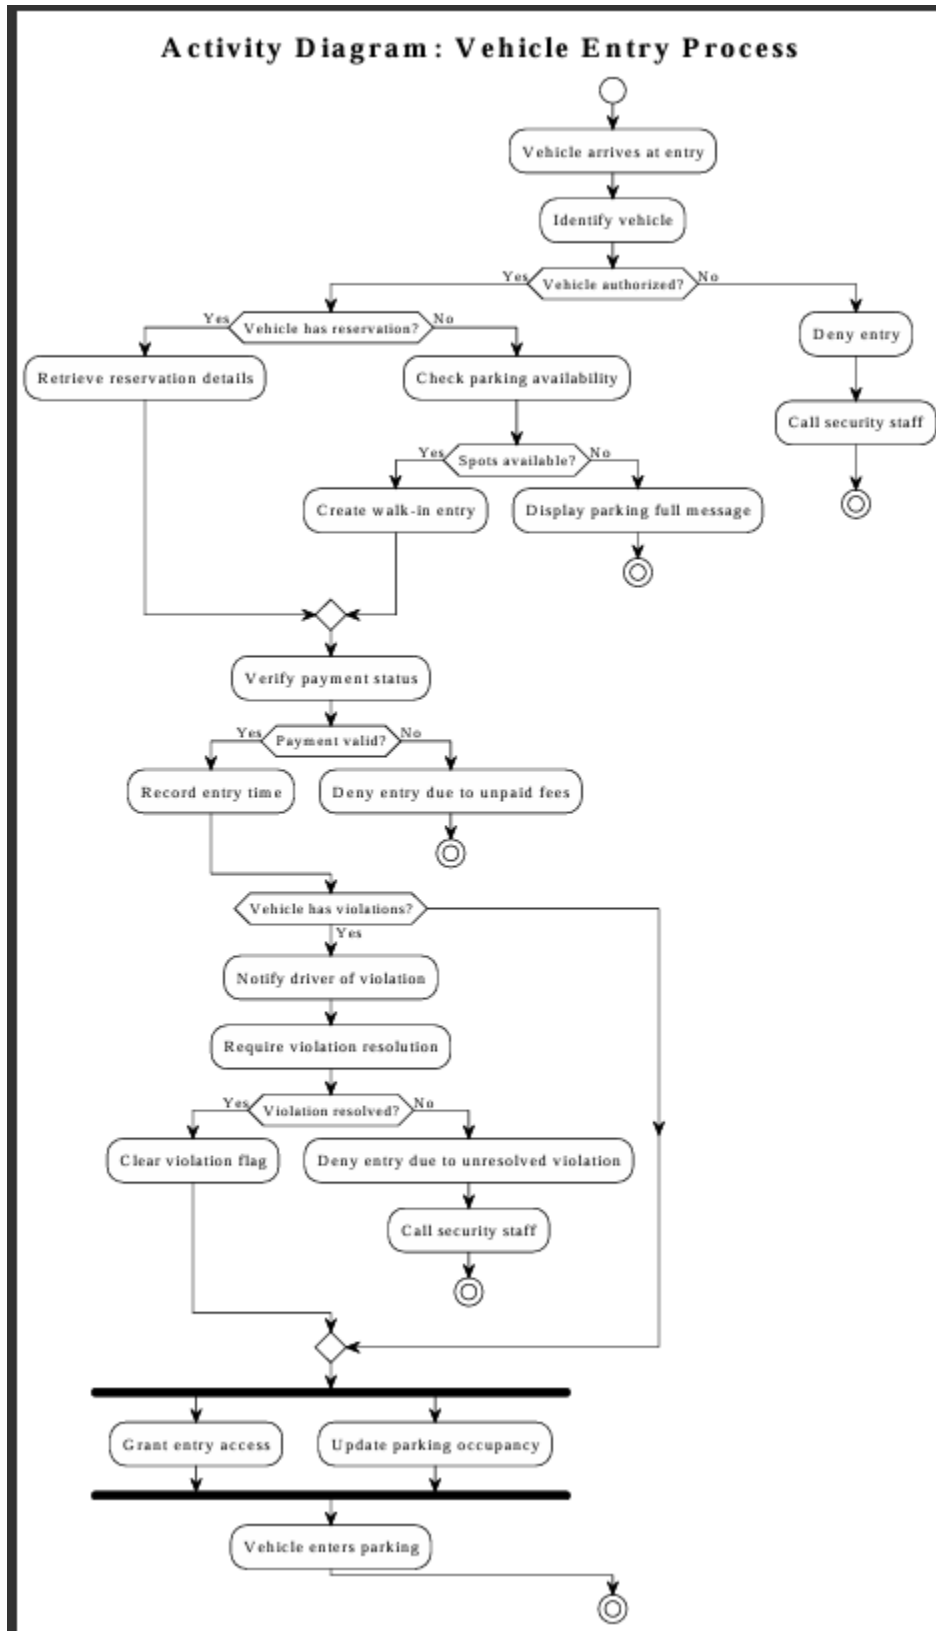 Activity Diagram: Vehicle Entry Process
Vehicle arrives at entry
Identify vehicle
Yes
Vehicle authorized?
No
Yes
Vehicle has reservation?
No
Deny entry
Retrieve reservation details
Check parking availability
Call security staff
Yes
Spots available?
No
Create walk-in entry
Display parking full message
Verify payment status
Yes
Payment valid?
No
Record entry time
Deny entry due to unpaid fees
Vehicle has violations?
Yes
Notify driver of violation
Require violation resolution
Yes
Violation resolved?
No
Clear violation flag
Deny entry due to unresolved violation
Call security staff
Grant entry access
Update parking occupancy
Vehicle enters parking